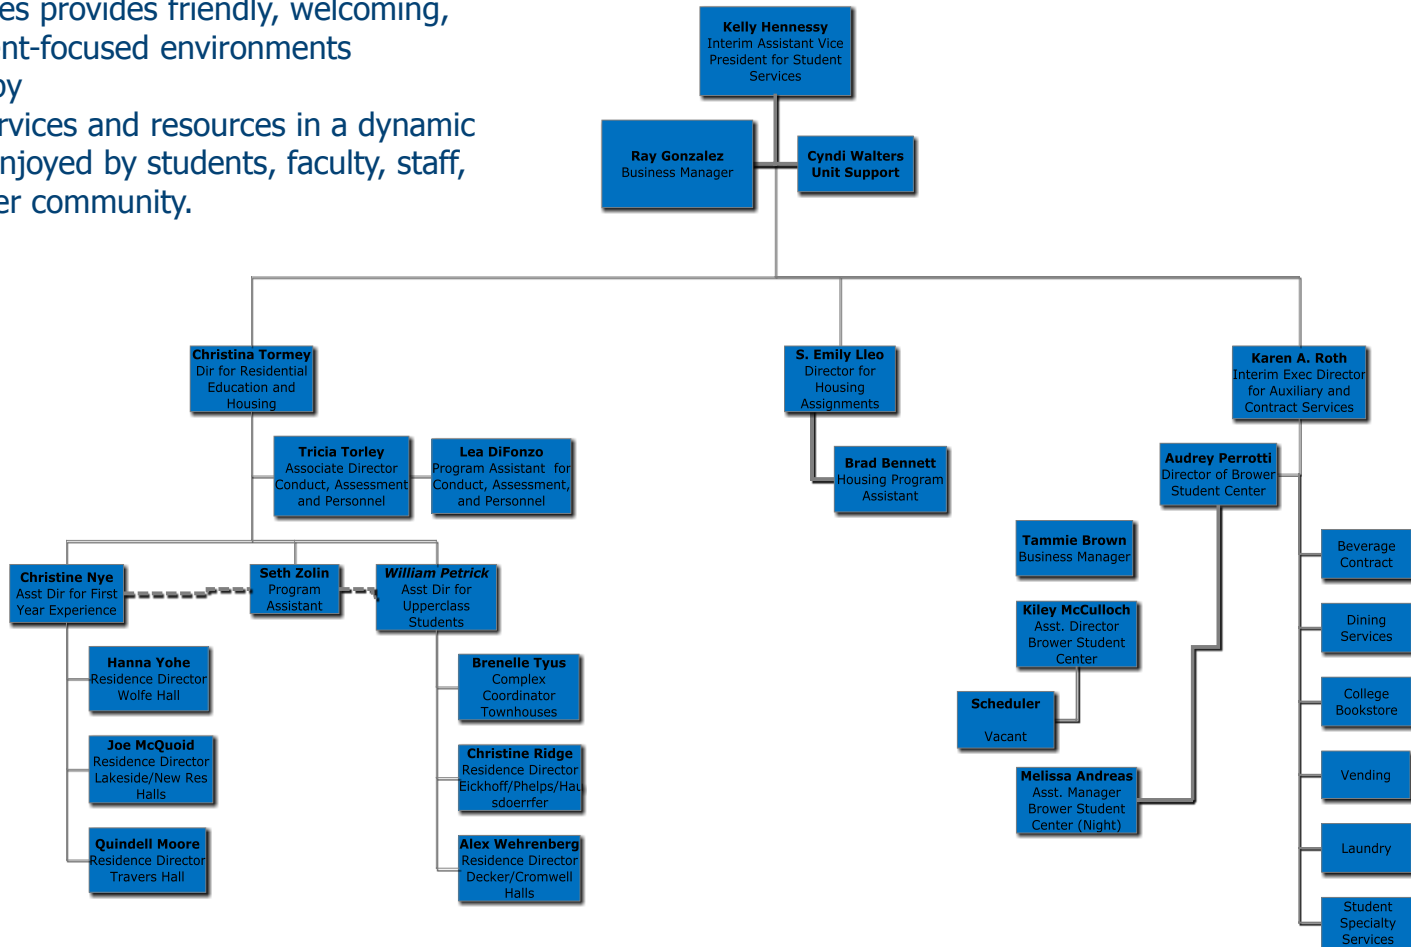 es provides friendly, welcoming,
ent-focused environments
by
rvices and resources in a dynamic
njoyed by students, faculty, staff,
er community.
Kelly Hennessy
Interim Assistant Vice
President for Student
Services
Ray Gonzalez
Business Manager
Cyndi Walters
Unit Support
Christina Tormey
Dir for Residential
Education and
Housing
S. Emily Lleo
Director for
Housing
Assignments
Karen A. Roth
Interim Exec Director
for Auxiliary and
Contract Services
Tricia Torley
Associate Director
Conduct, Assessment
and Personnel
Lea DiFonzo
Program Assistant for
Conduct, Assessment,
and Personnel
Brad Bennett
Housing Program
Assistant
Audrey Perrotti
Director of Brower
Student Center
Tammie Brown
Business Manager
Beverage
Contract
Christine Nye
Asst Dir for First
Year Experience
Seth Zolin
Program
Assistant
William Petrick
Asst Dir for
Upperclass
Students
Kiley McCulloch
Asst. Director
Brower Student
Center
Dining
Services
Hanna Yohe
Residence Director
Wolfe Hall
Brenelle Tyus
Complex
Coordinator
Townhouses
Scheduler
Vacant
College
Bookstore
Joe McQuoid
Residence Director
Lakeside/New Res
Halls
Christine Ridge
Residence Director
Eickhoff/Phelps/Hau
sdoerrfer
Melissa Andreas
Asst. Manager
Brower Student
Center (Night)
Vending
Quindell Moore
Residence Director
Travers Hall
Alex Wehrenberg
Residence Director
Decker/Cromwell
Halls
Laundry
Student
Specialty
Services